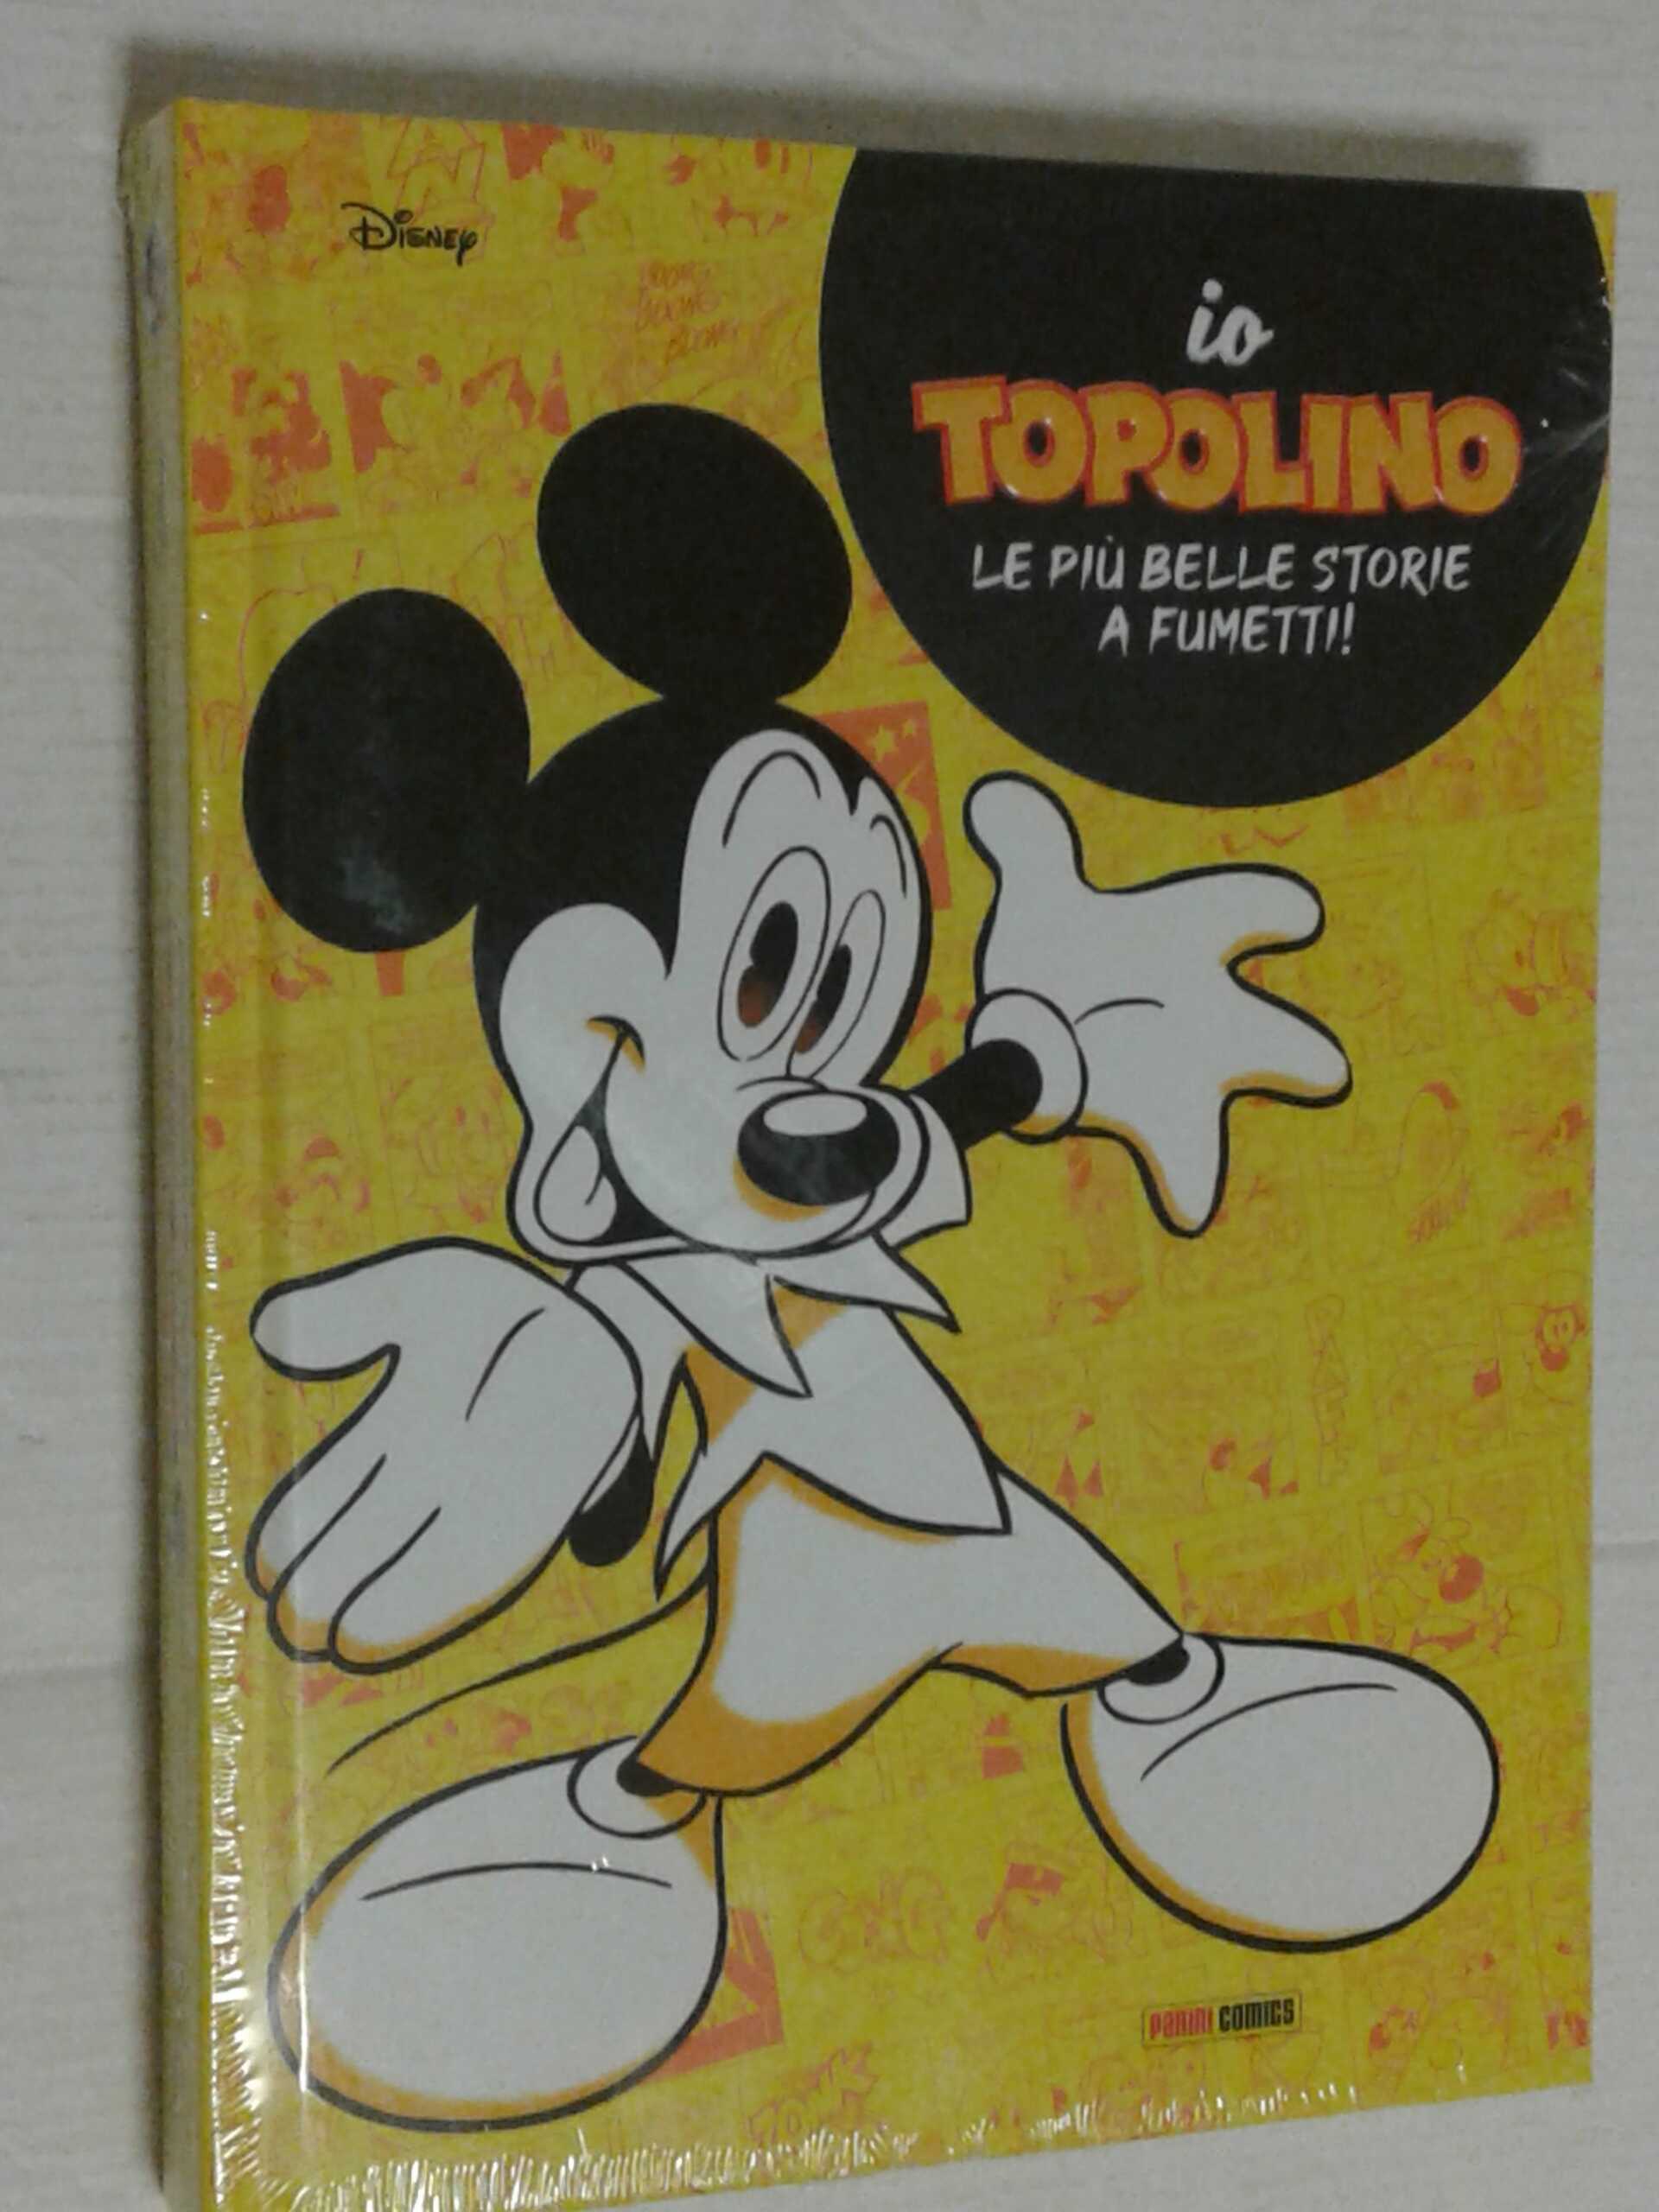 Disney
io
TOPOLINO
LE PIÙ BELLE STORIE
A FUMETTI!
PANINI COMICS